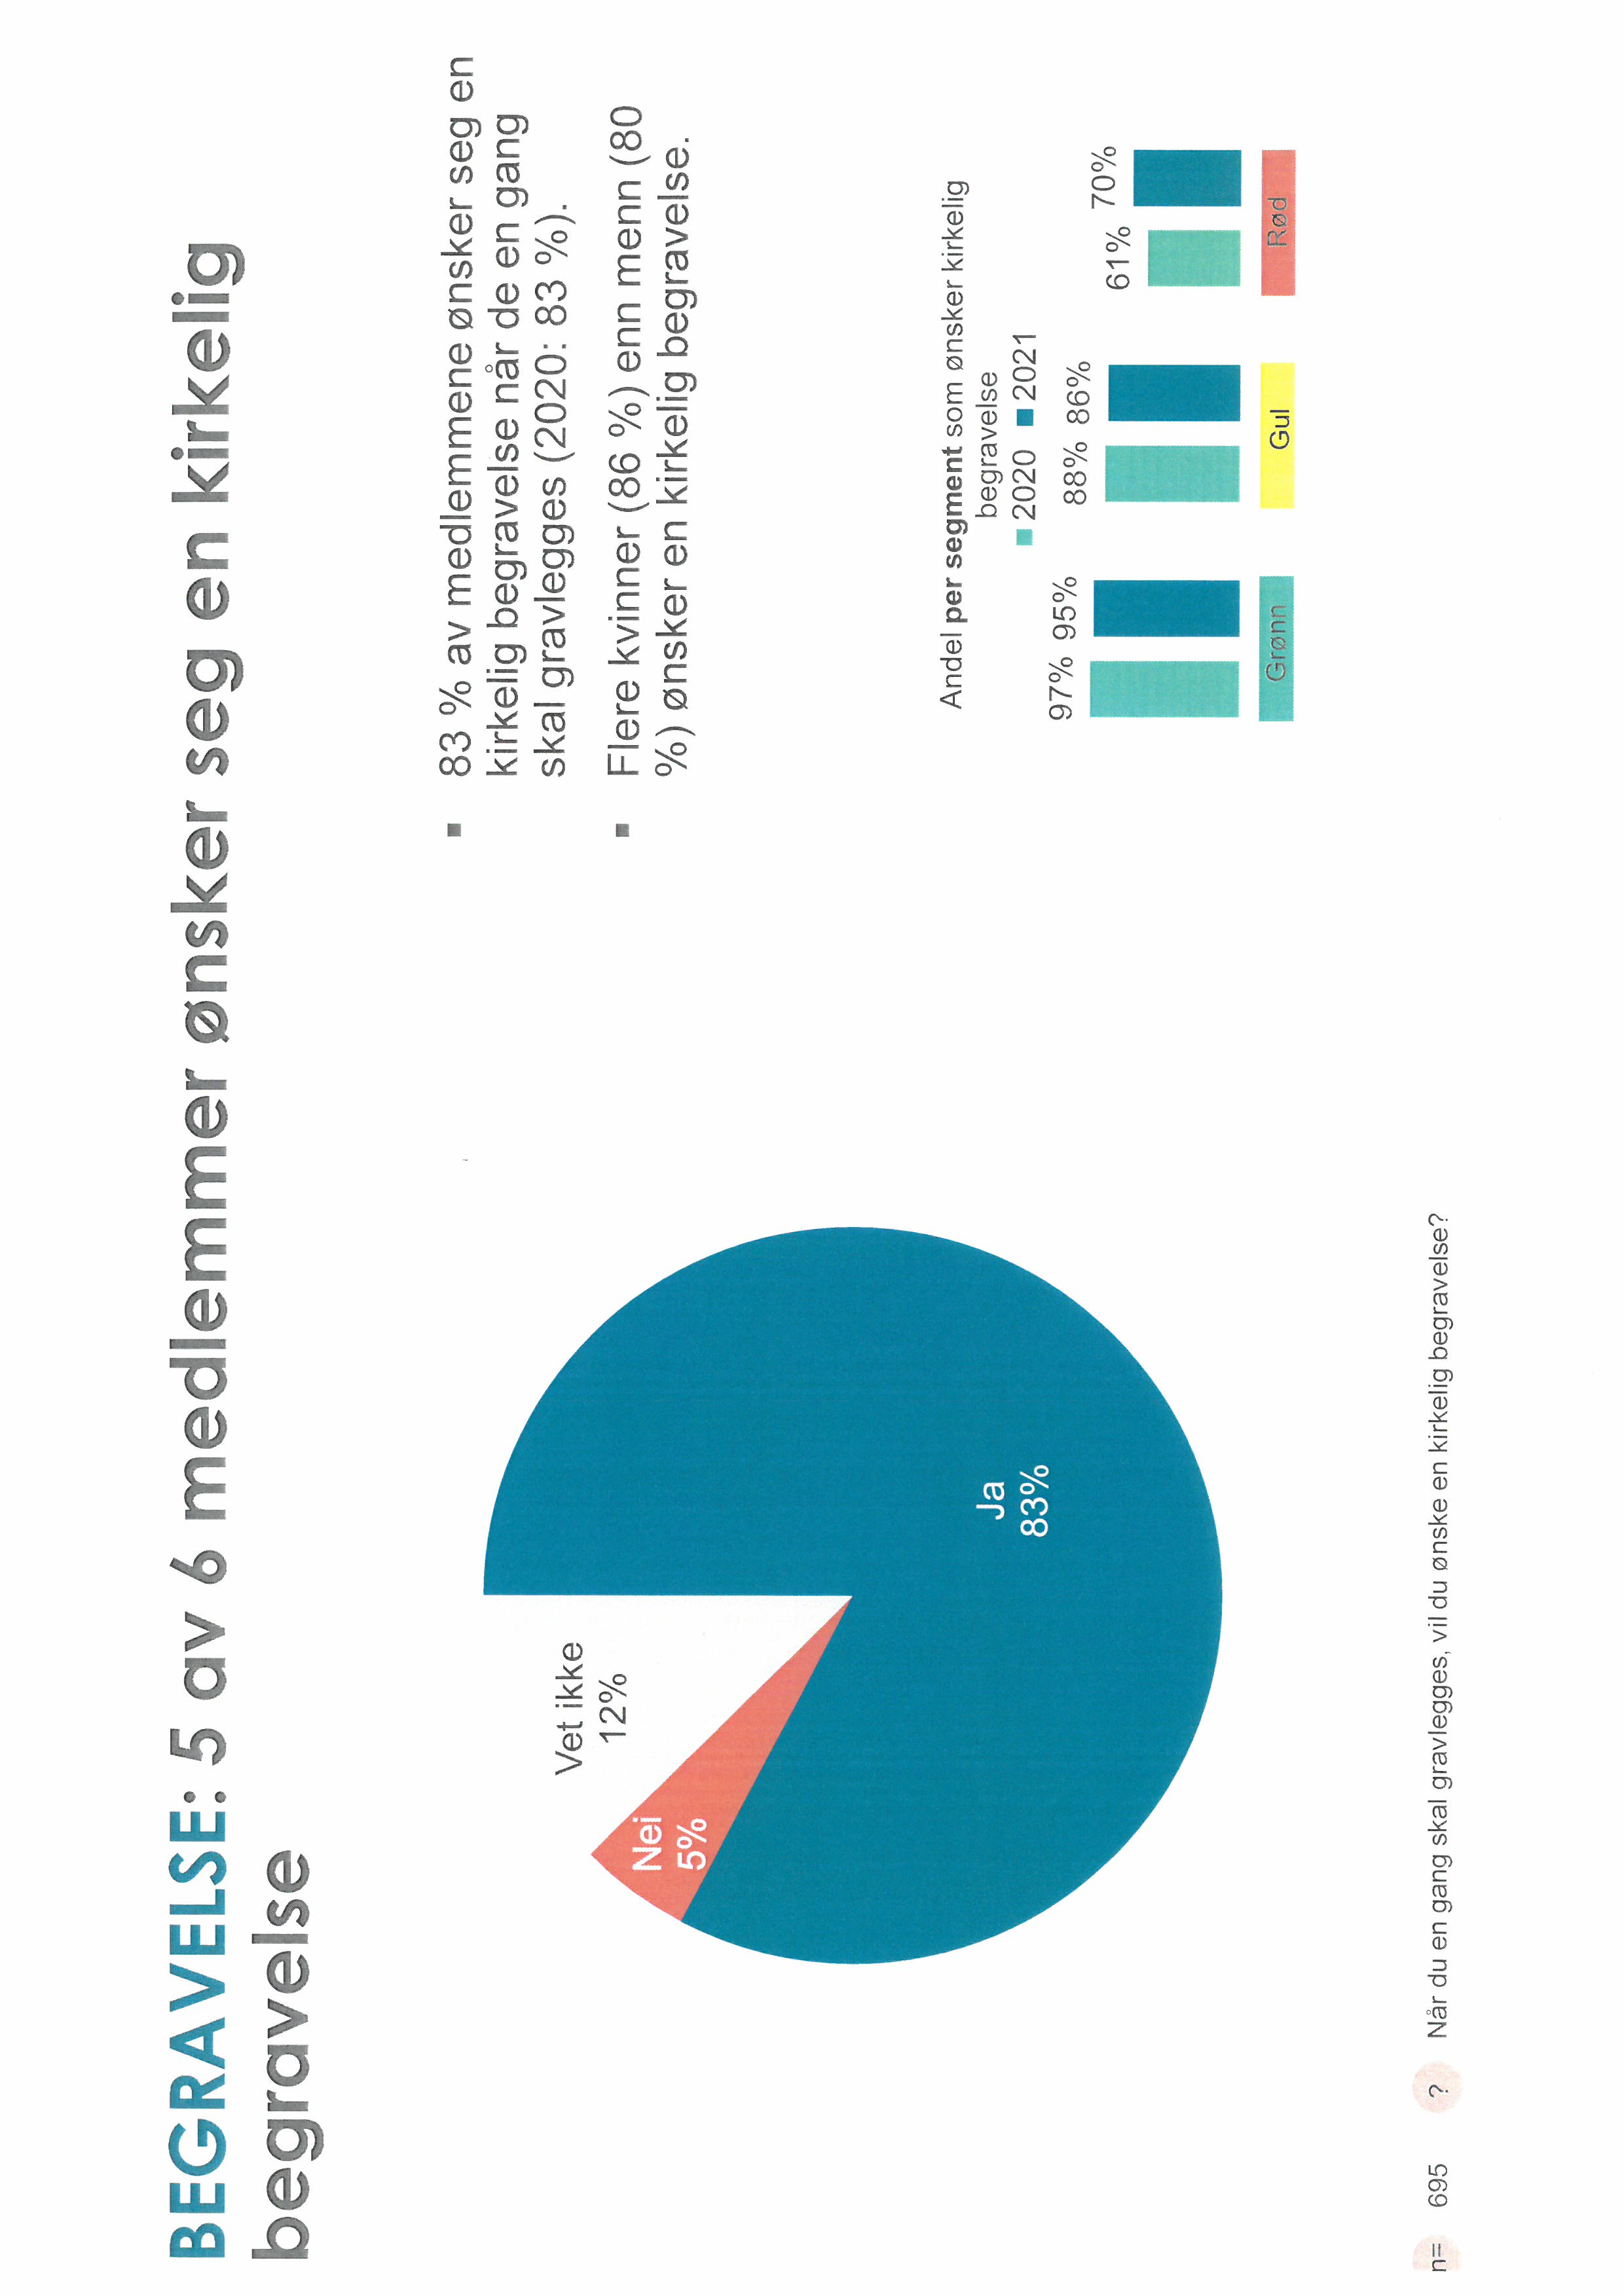 BEGRAVELSE: 5 av 6 medlemmer ønsker seg en kirkelig
begravelse
Vet ikke
12%
Nei
5%
Ja
83%
▪ 83 % av medlemmene ønsker seg en
kirkelig begravelse når de en gang
skal gravlegges (2020: 83 %).
▪ Flere kvinner (86 %) enn menn (80
%) ønsker en kirkelig begravelse.
Andel per segment som ønsker kirkelig
begravelse
2020 2021
97% 95%
88% 86%
61% 70%
Grønn
Gul
Rød
n= 695 ? Når du en gang skal gravlegges, vil du ønske en kirkelig begravelse?